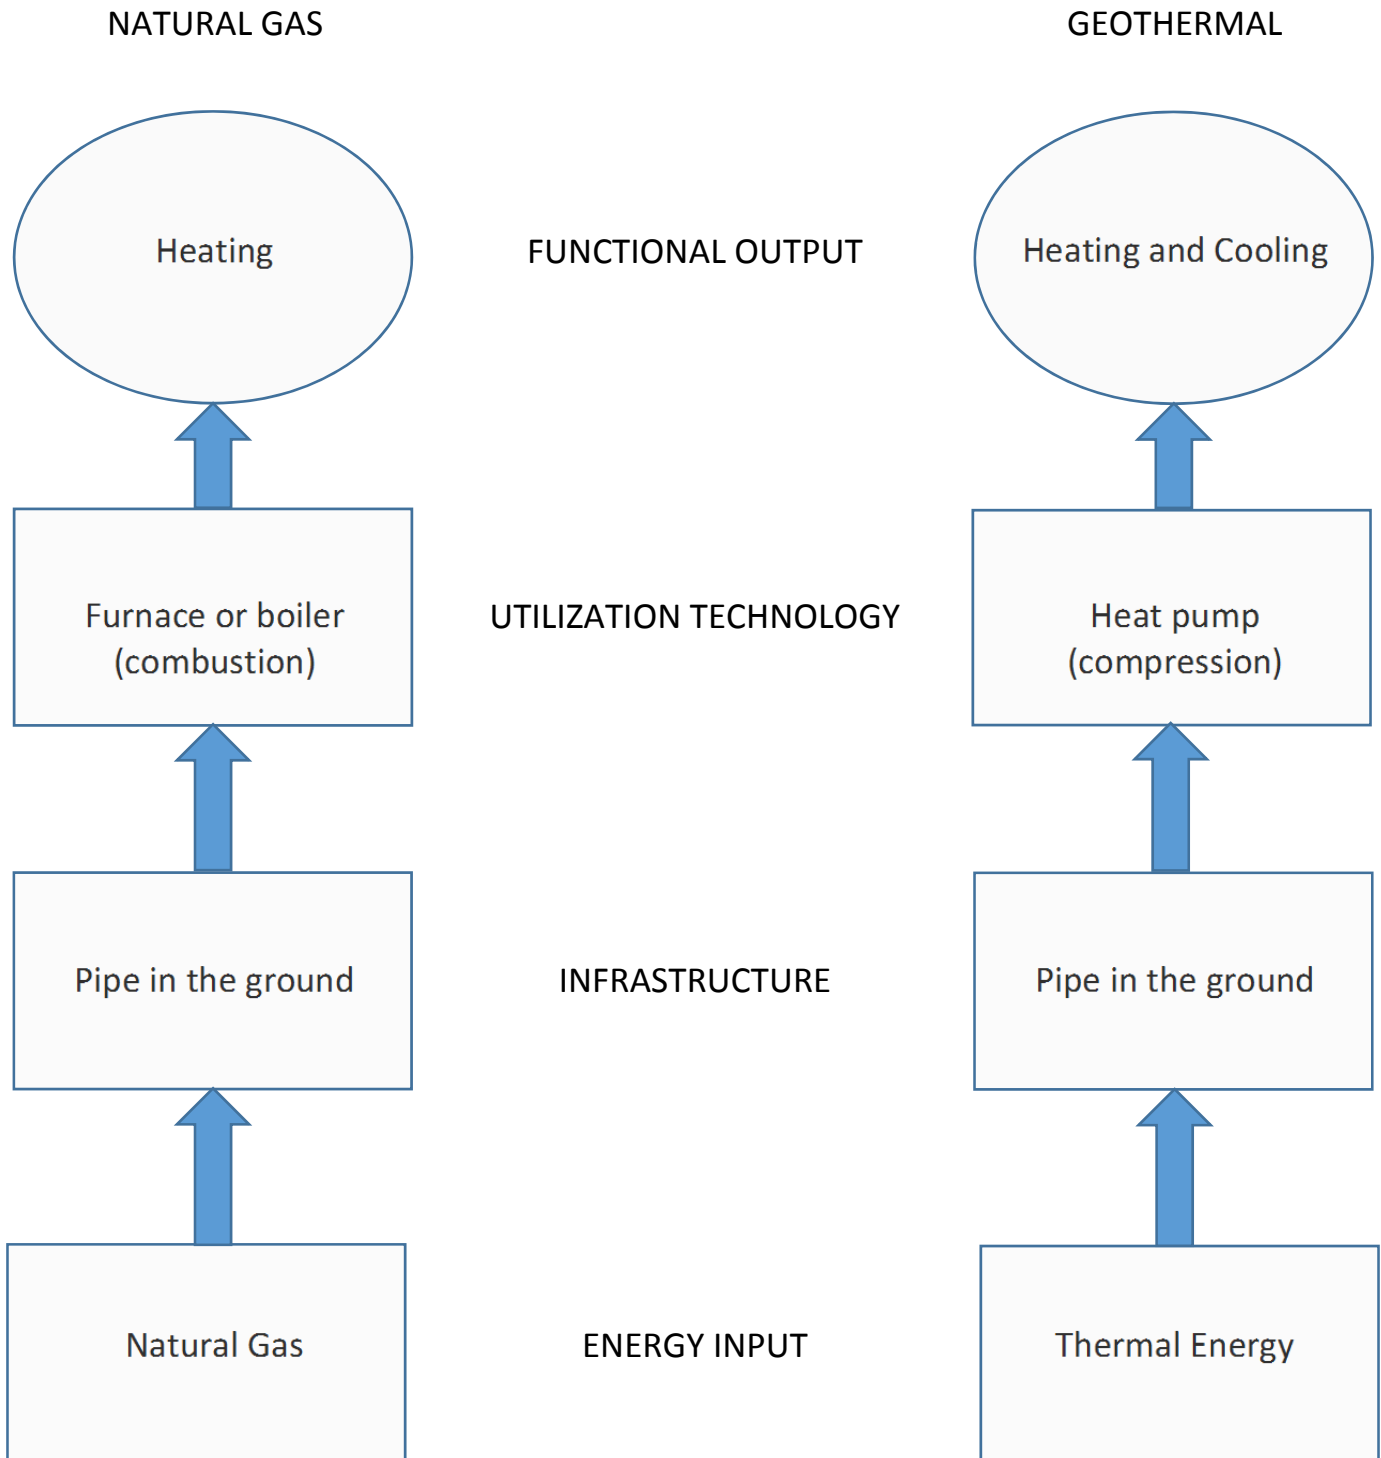 NATURAL GAS
GEOTHERMAL
Heating
FUNCTIONAL OUTPUT
Heating and Cooling
Furnace or boiler
(combustion)
UTILIZATION TECHNOLOGY
Heat pump
(compression)
Pipe in the ground
INFRASTRUCTURE
Pipe in the ground
Natural Gas
ENERGY INPUT
Thermal Energy